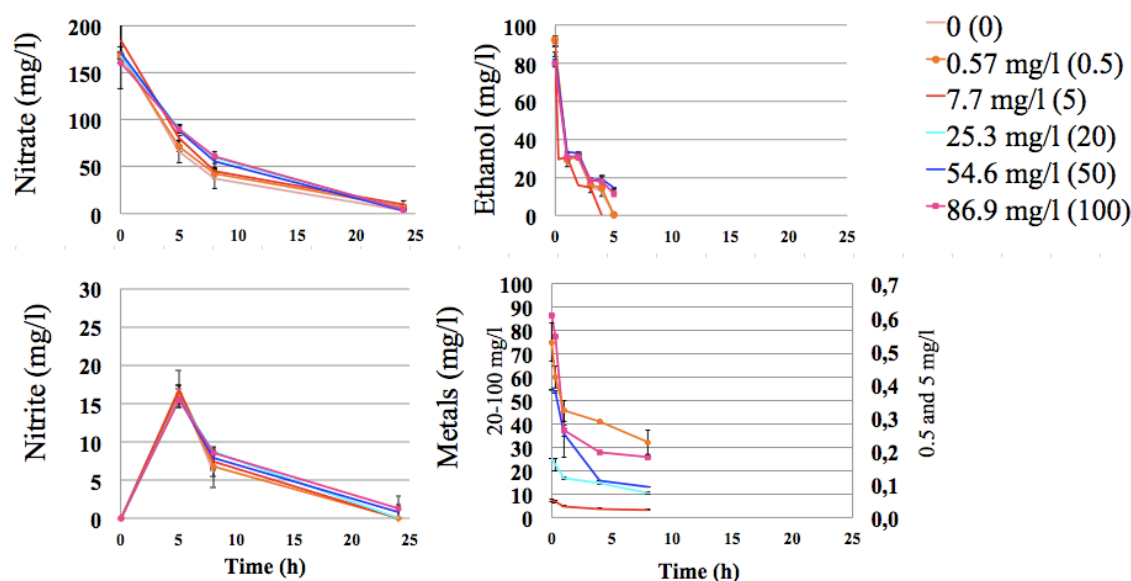 Nitrate (mg/l)
200
150
100
50
0
0 5 10 15 20 25
Ethanol (mg/l)
100
80
60
40
20
0
0 5 10 15 20 25
0 (0)
0.57 mg/l (0.5)
7.7 mg/l (5)
25.3 mg/l (20)
54.6 mg/l (50)
86.9 mg/l (100)
Nitrite (mg/l)
30
25
20
15
10
5
0
0 5 10 15 20 25
Time (h)
Metals (mg/l)
20-100 mg/l
100
90
80
70
60
50
40
30
20
10
0
0 5 10 15 20 25
Time (h)
0,7
0,6
0,5
0,4
0,3
0,2
0,1
0,0
0.5 and 5 mg/l